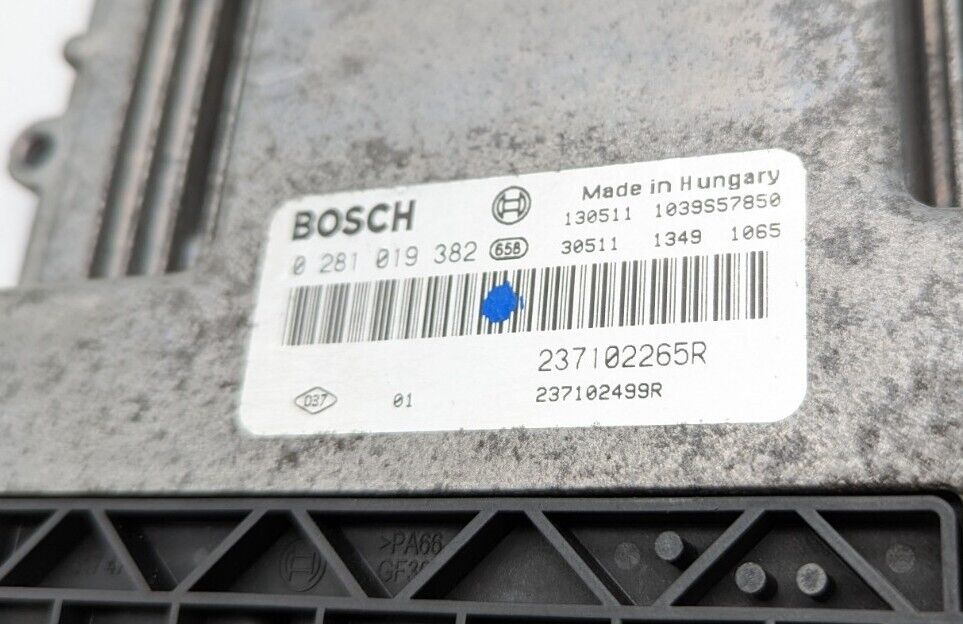 BOSCH Made in Hungary
130511 1039S57850
0 281 019 382 658 30511 1349 1065
237102265R
D37 01 237102499R
>PA66